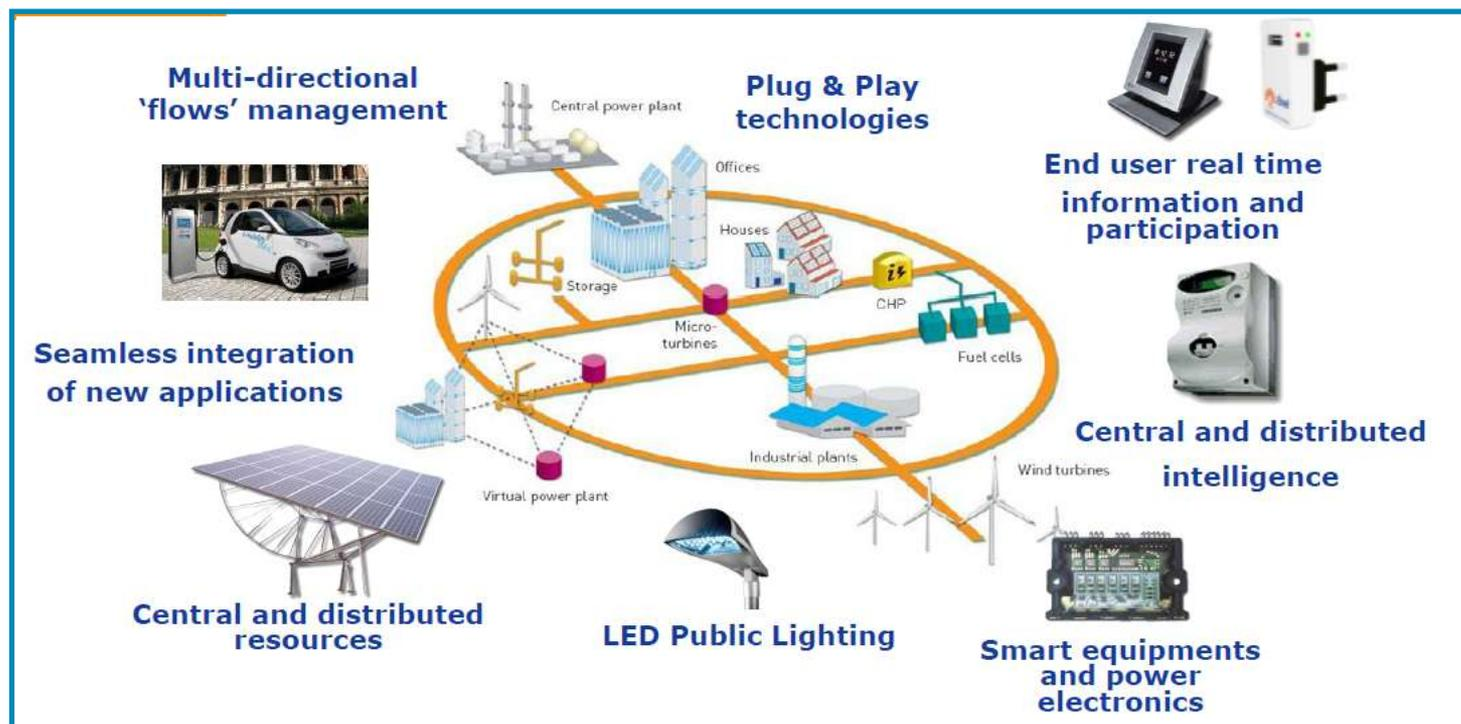 Multi-directional
‘flows’ management
Central power plant
Plug & Play
technologies
Offices
End user real time
information and
participation
Houses
Storage
CHP
Micro-
turbines
Fuel cells
Seamless integration
of new applications
Central and distributed
intelligence
Industrial plants
Wind turbines
Virtual power plant
Central and distributed
resources
LED Public Lighting
Smart equipments
and power
electronics